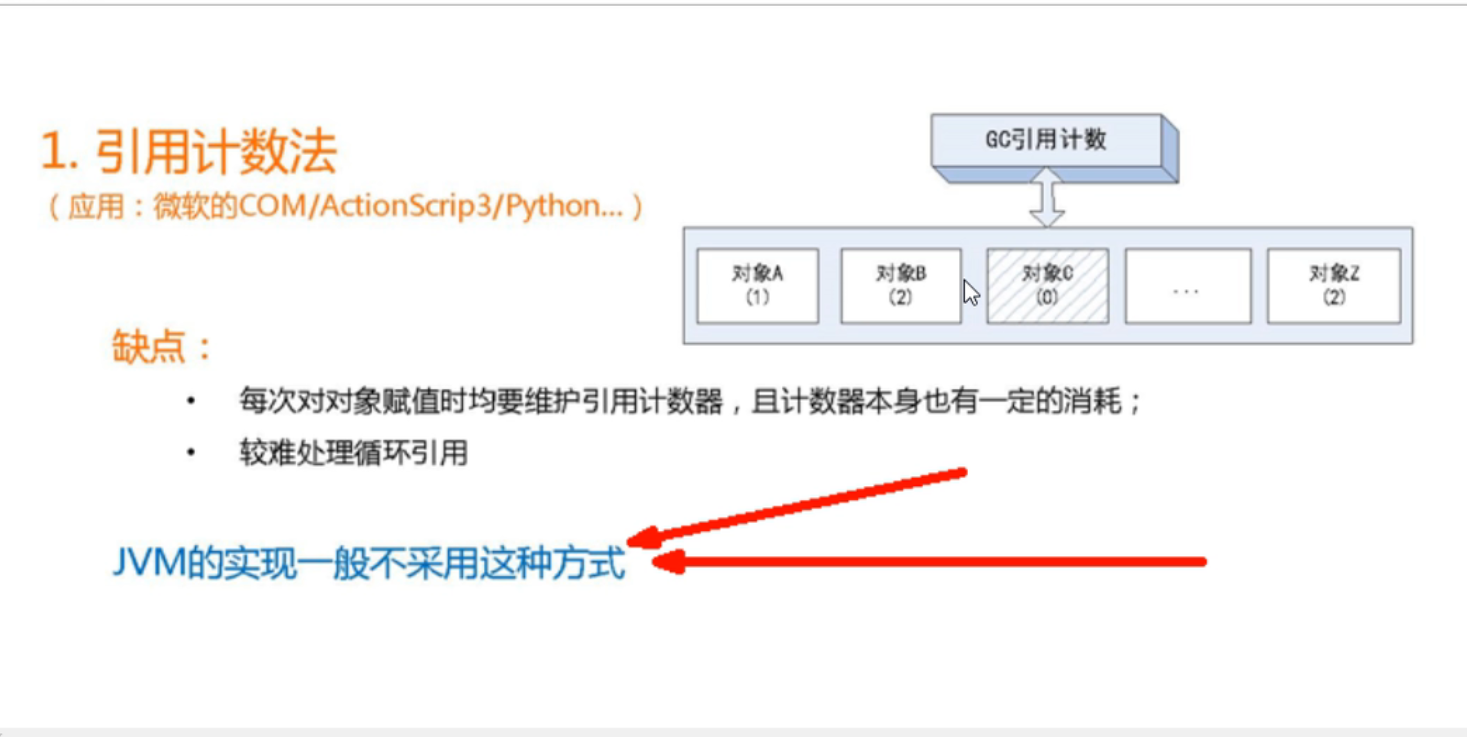 1. 引用计数法
（应用：微软的COM/ActionScrip3/Python...）
GC引用计数
对象A
(1)
对象B
(2)
对象C
(0)
...
对象Z
(2)
缺点：
• 每次对对象赋值时均要维护引用计数器，且计数器本身也有一定的消耗；
• 较难处理循环引用
JVM的实现一般不采用这种方式